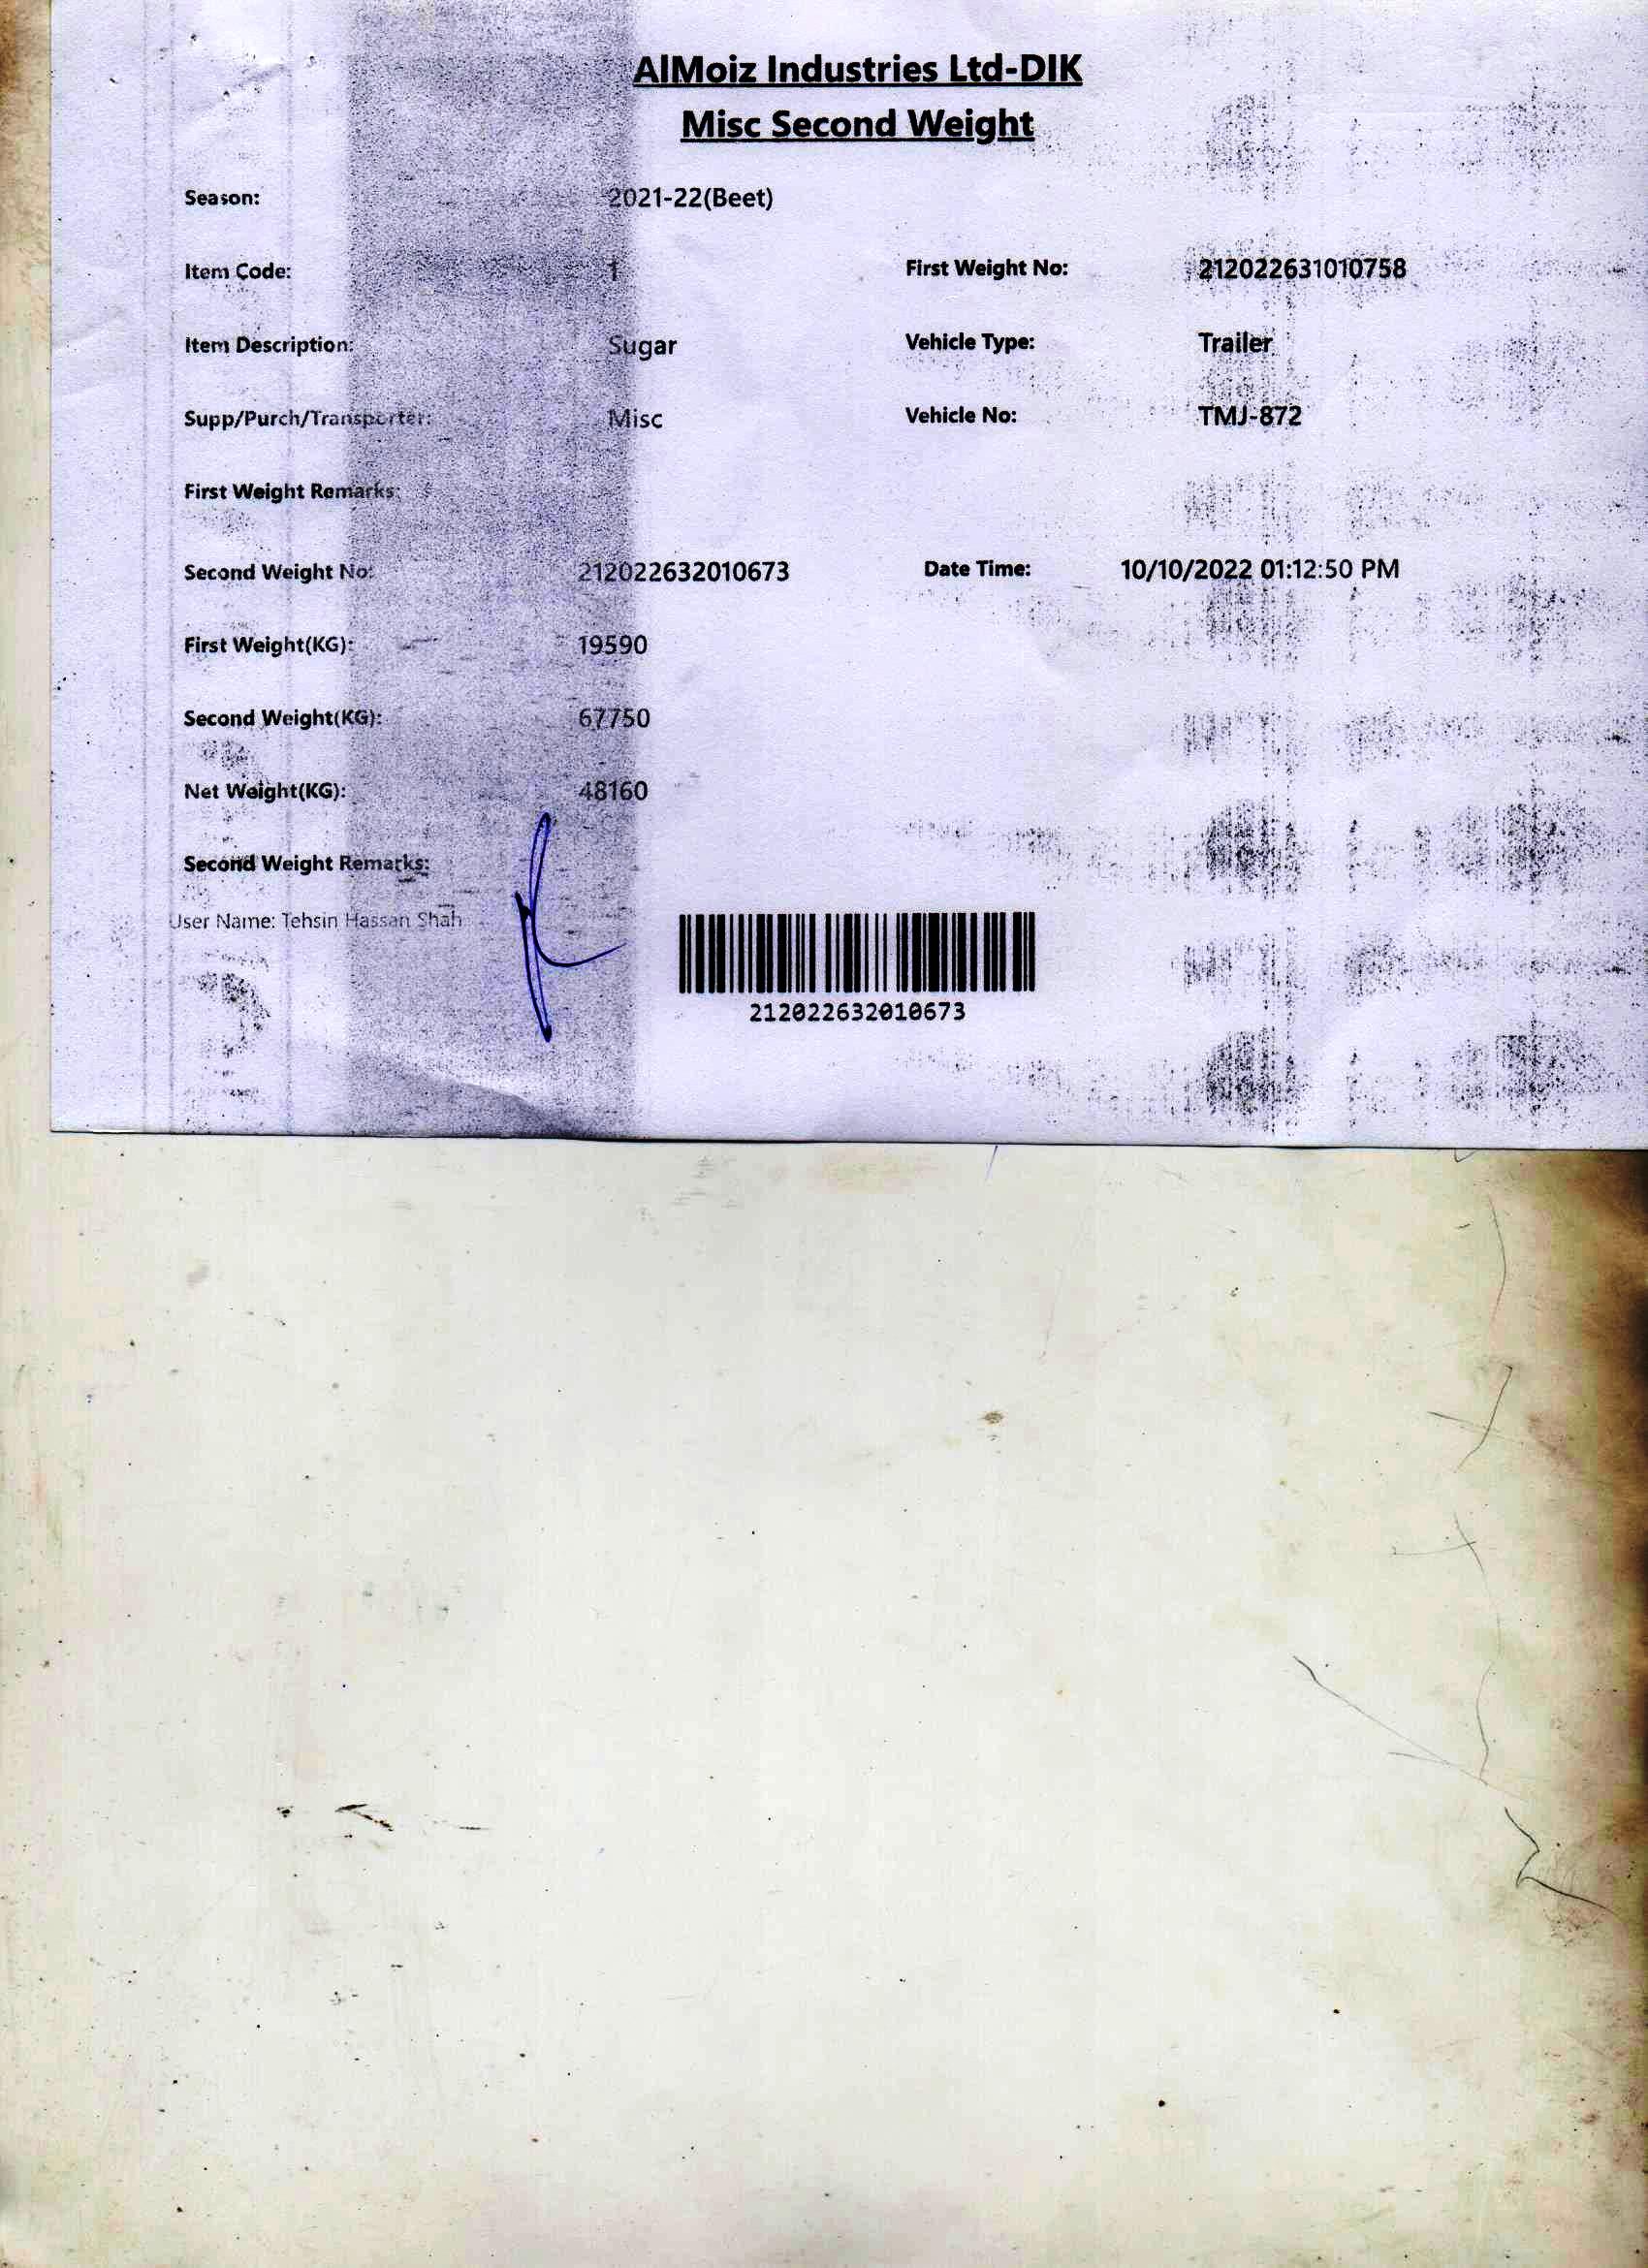 AlMoiz Industries Ltd-DIK
Misc Second Weight
Season: 2021-22(Beet)
Item Code: 1 First Weight No: 212022631010758
Item Description: Sugar Vehicle Type: Trailer
Supp/Purch/Transporter: Misc Vehicle No: TMJ-872
First Weight Remarks:
Second Weight No: 212022632010673 Date Time: 10/10/2022 01:12:50 PM
First Weight(KG): 19590
Second Weight(KG): 67750
Net Weight(KG): 48160
Second Weight Remarks:
User Name: Tehsin Hassan Shah
212022632010673